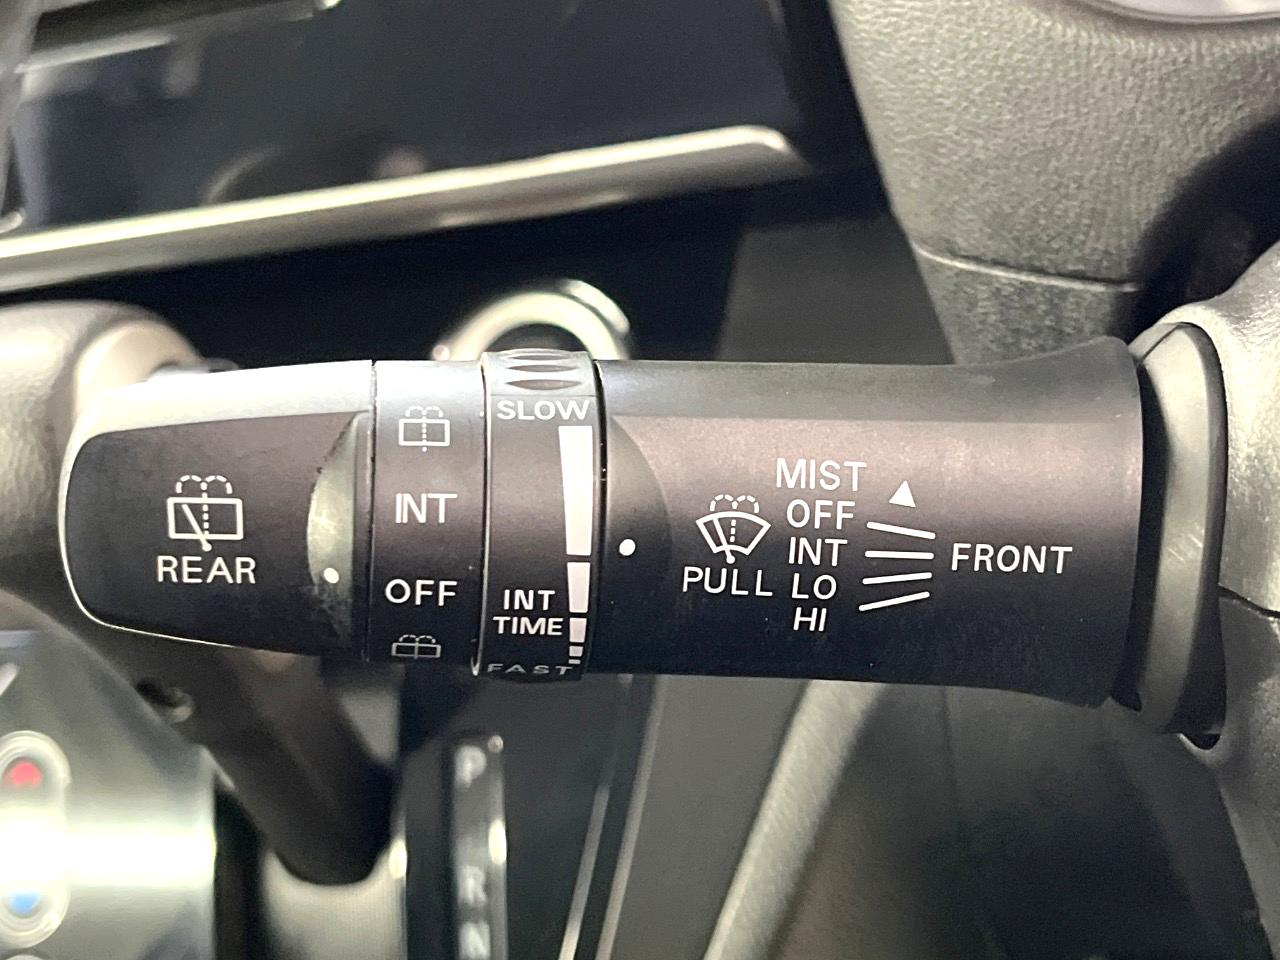 REAR
INT
OFF
SLOW
INT
TIME
FAST
PULL
MIST
OFF
INT
LO
HI
FRONT
P
R
N